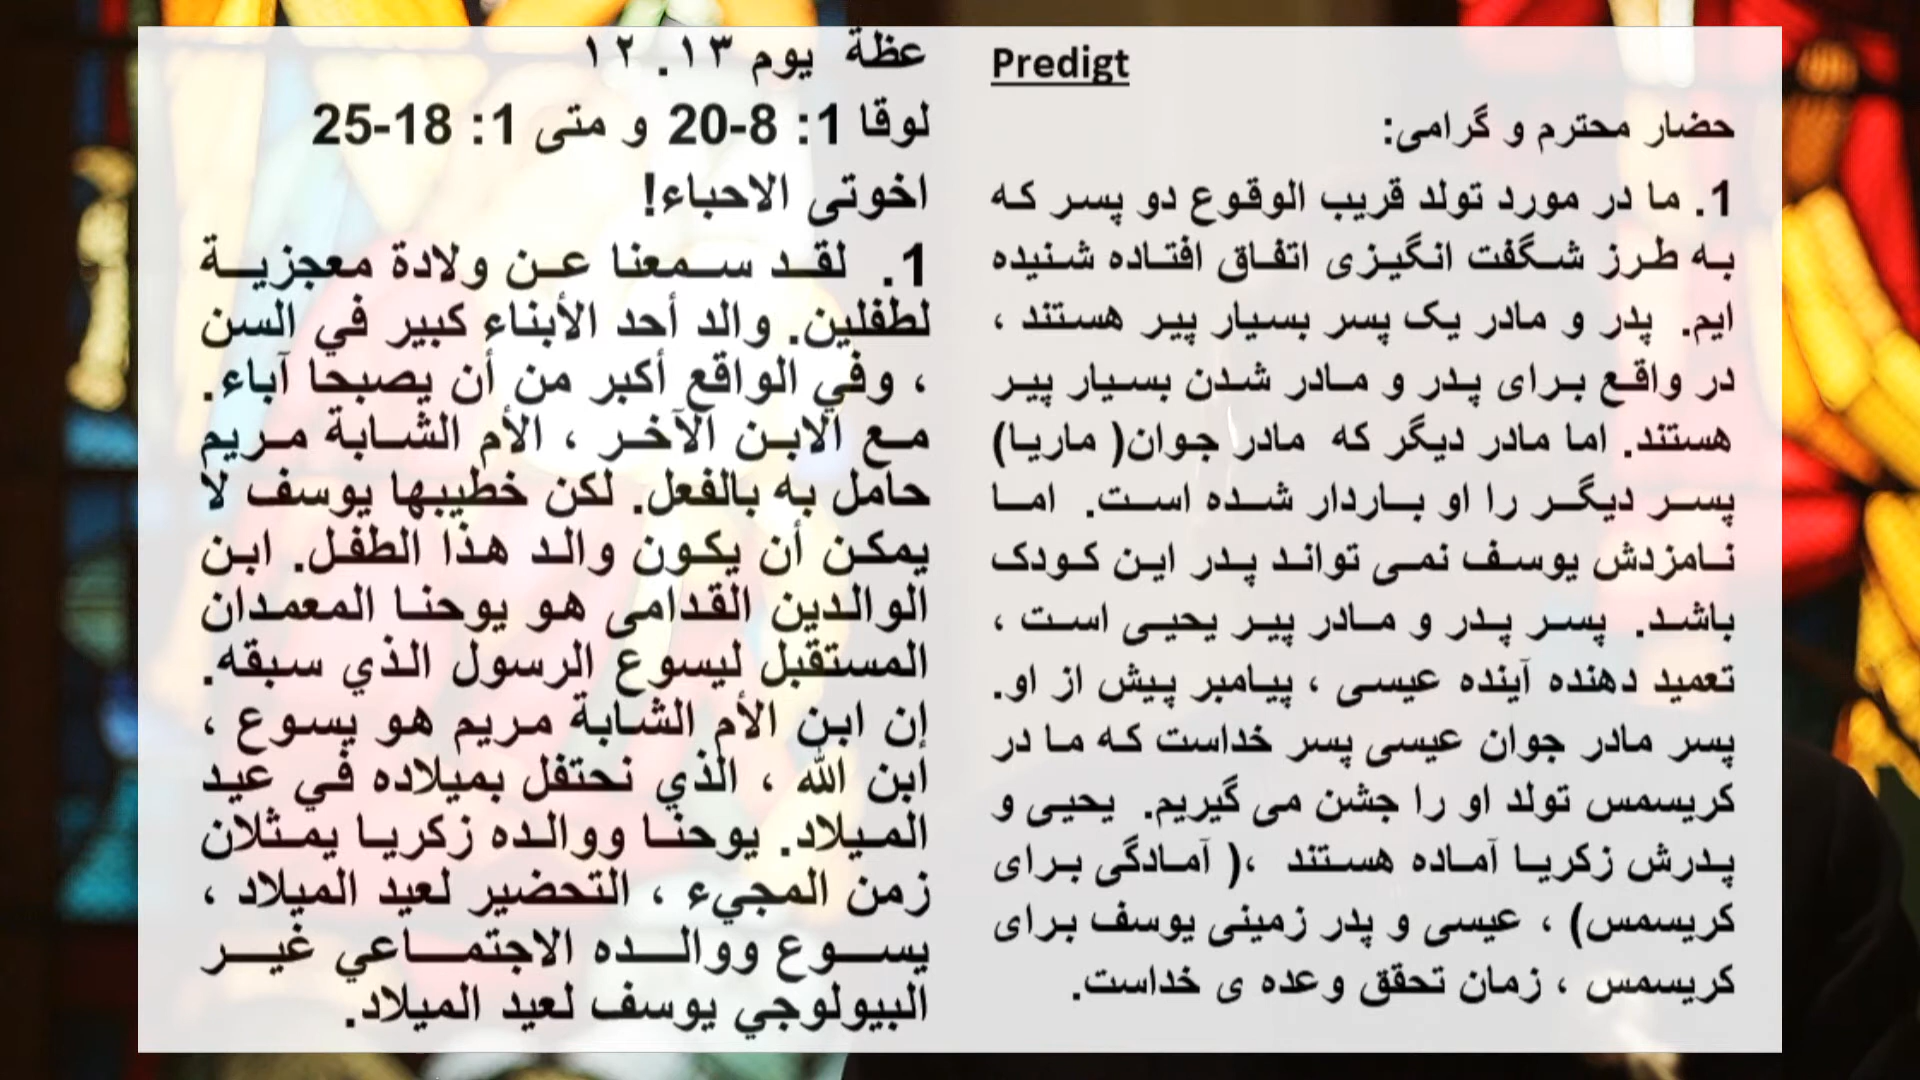 عظة يوم ١٣. ١٢
لوقا 1: 8-20 و متى 1: 18-25
اخوتي الاحباء!
1. لقد سمعنا عن ولادة معجزية
لطفلين. والد أحد الأبناء كبير في السن
، وفي الواقع أكبر من أن يصبحا آباء.
مع الابن الآخر ، الأم الشابة مريم
حامل به بالفعل. لكن خطيبها يوسف لا
يمكن أن يكون والد هذا الطفل. ابن
الوالدين القدامى هو يوحنا المعمدان
المستقبل ليسوع الرسول الذي سبقه.
إن ابن الأم الشابة مريم هو يسوع ،
إبن الله ، الذي نحتفل بميلاده في عيد
الميلاد. يوحنا ووالده زكريا يمثلان
زمن المجيء ، التحضير لعيد الميلاد ،
يسوع ووالده الاجتماعي غير
البيولوجي يوسف لعيد الميلاد.
Predigt
حضار محترم و گرامی:
1. ما در مورد تولد قریب الوقوع دو پسر که
به طرز شگفت انگیزی اتفاق افتاده شنیده
ایم. پدر و مادر یک پسر بسیار پیر هستند ،
در واقع برای پدر و مادر شدن بسیار پیر
هستند. اما مادر دیگر که مادر جوان( ماریا)
پسر دیگر را او باردار شده است. اما
نامزدش یوسف نمی تواند پدر این کودک
باشد. پسر پدر و مادر پیر یحیی است ،
تعمید دهنده آینده عیسی ، پیامبر پیش از او.
پسر مادر جوان عیسی پسر خداست که ما در
کریسمس تولد او را جشن می گیریم. یحیی و
پدرش زکریا آماده هستند ،( آمادگی برای
کریسمس) ، عیسی و پدر زمینی یوسف برای
کریسمس ، زمان تحقق وعده ی خداست.